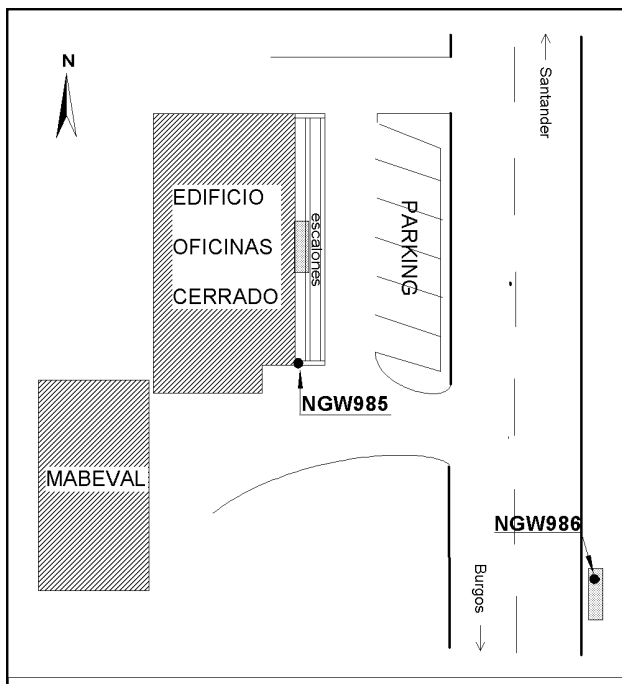 N
Santander
EDIFICIO
OFICINAS
CERRADO
escalones
PARKING
NGW985
MABEVAL
NGW986
Burgos